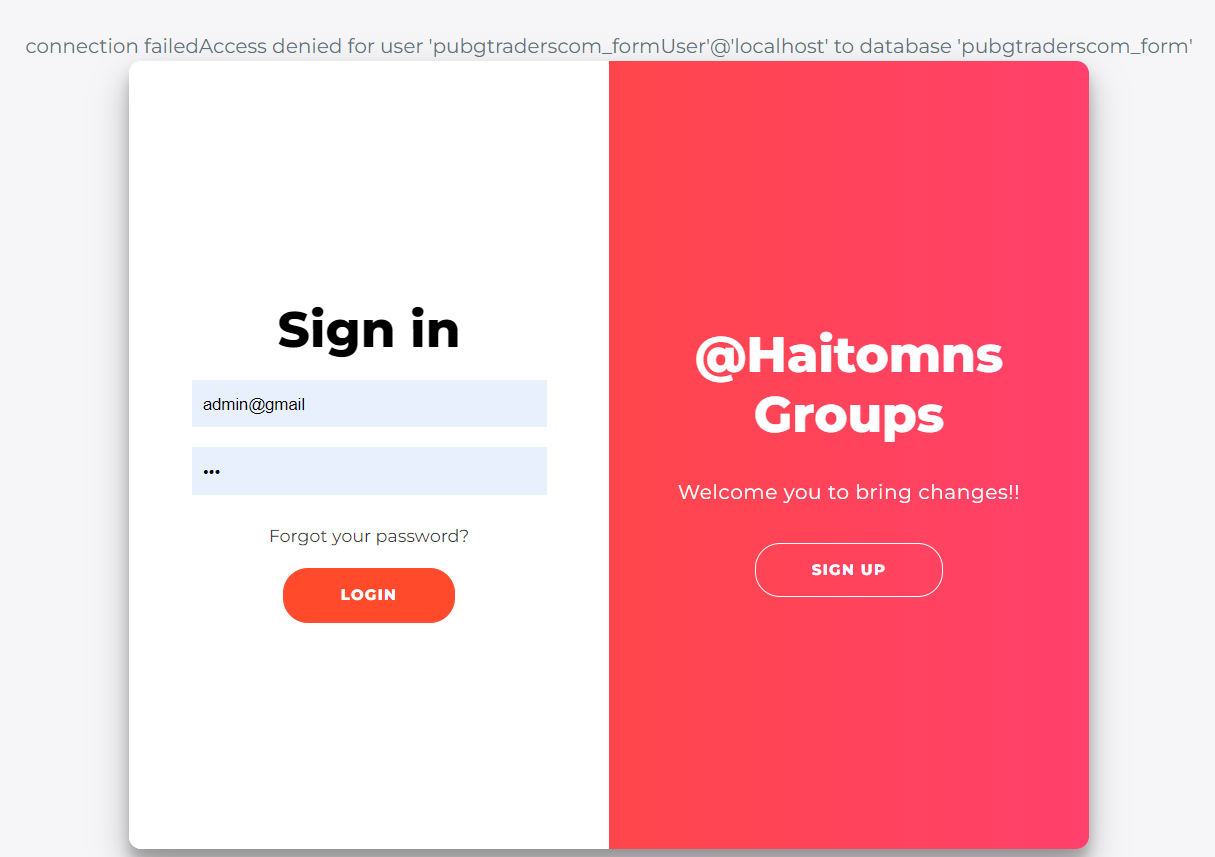 connection failedAccess denied for user 'pubgtraderscom_formUser'@'localhost' to database 'pubgtraderscom_form'
Sign in
admin@gmail
•••
Forgot your password?
LOGIN
@Haitomns
Groups
Welcome you to bring changes!!
SIGN UP